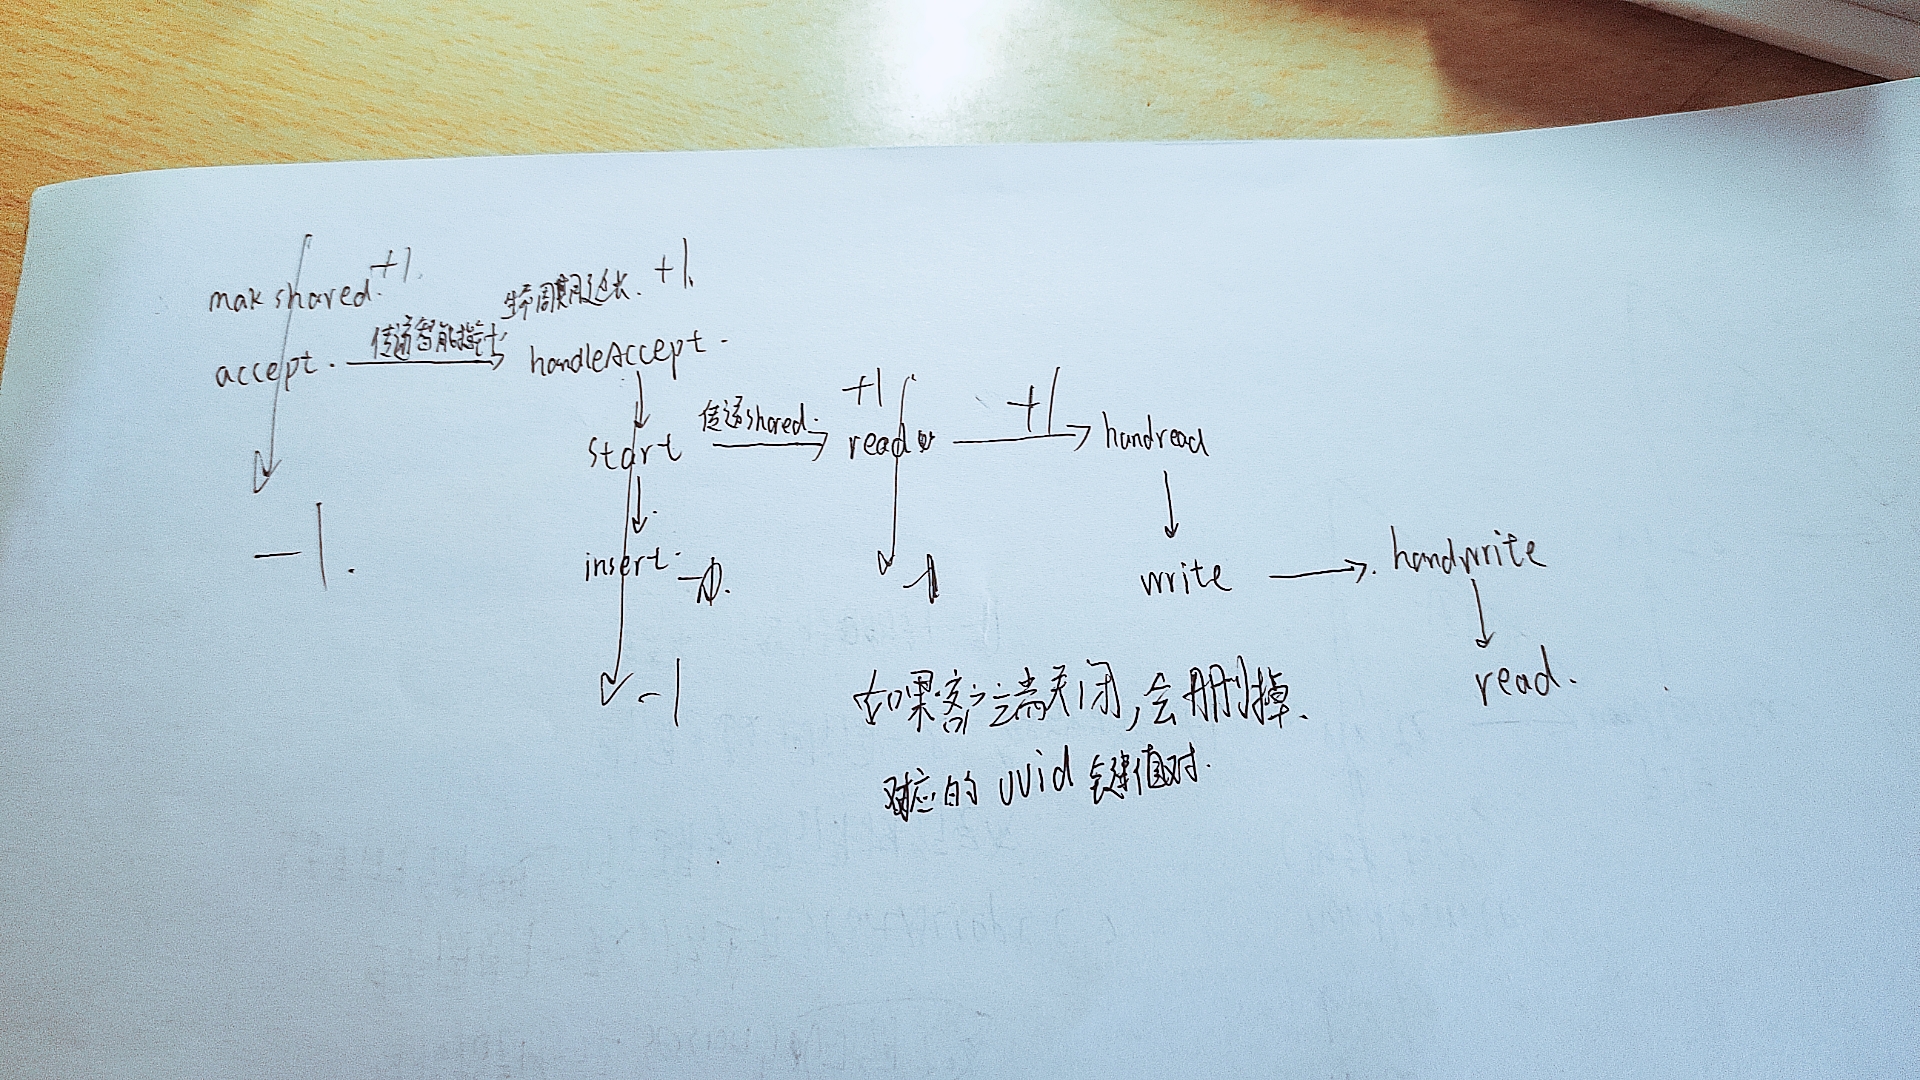 mak shared. +1.
生命周期延长. +1.
accept. 传递智能指针 handleAccept.
start 传递shared. +1 read +1 handread
-1.
insert. write handwrite
-1
-1
read.
如果客户端关闭,会删掉.
对应的 uuid 键值对.